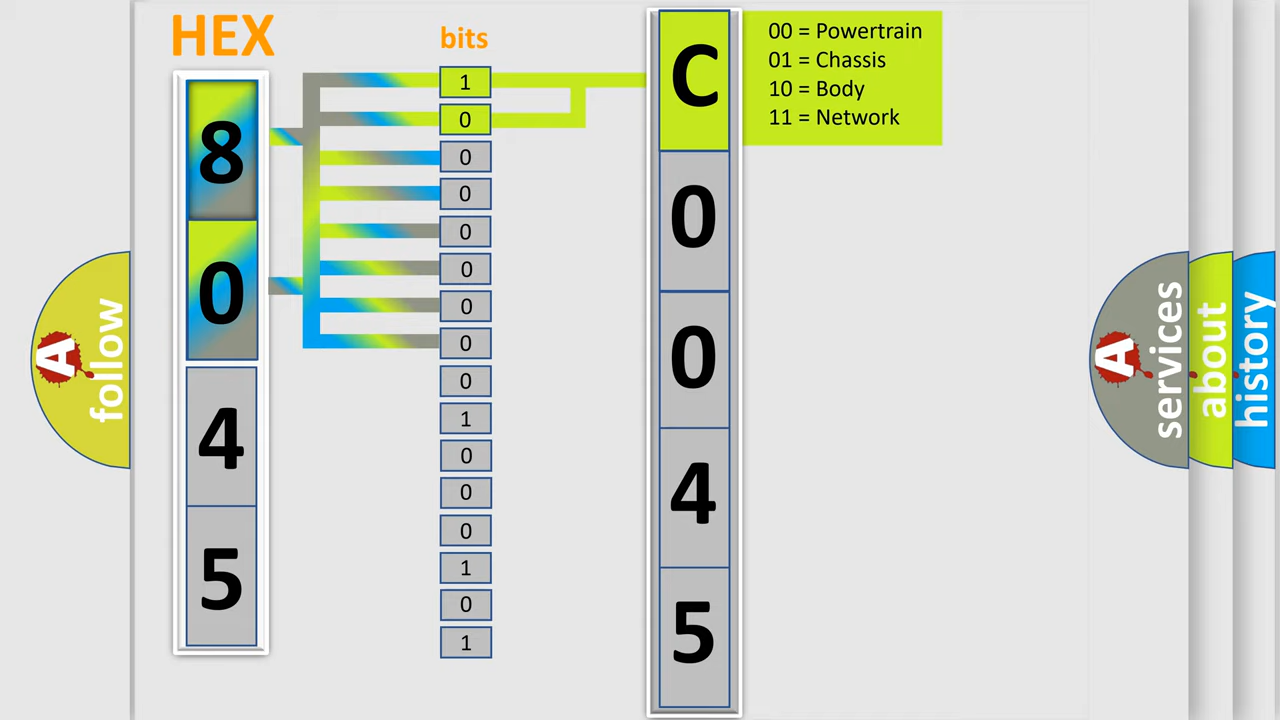 HEX
8
0
4
5
bits
1
0
0
0
0
0
0
0
0
1
0
0
0
1
0
1
C
0
0
4
5
00 = Powertrain
01 = Chassis
10 = Body
11 = Network
A
follow
A
services
about
history